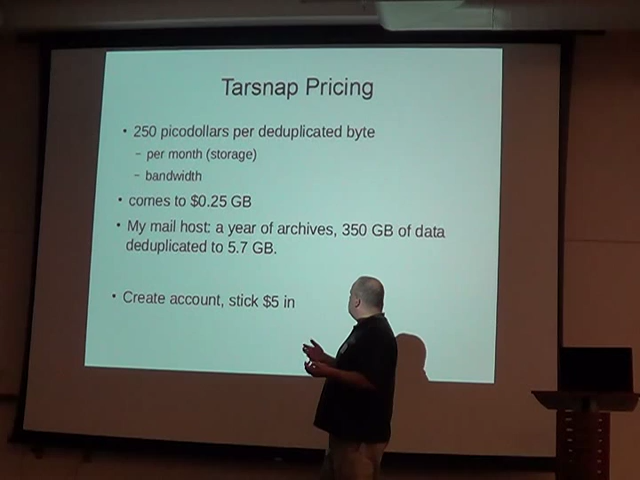 Tarsnap Pricing
• 250 picodollars per deduplicated byte
– per month (storage)
– bandwidth
• comes to $0.25 GB
• My mail host: a year of archives, 350 GB of data
deduplicated to 5.7 GB.
• Create account, stick $5 in